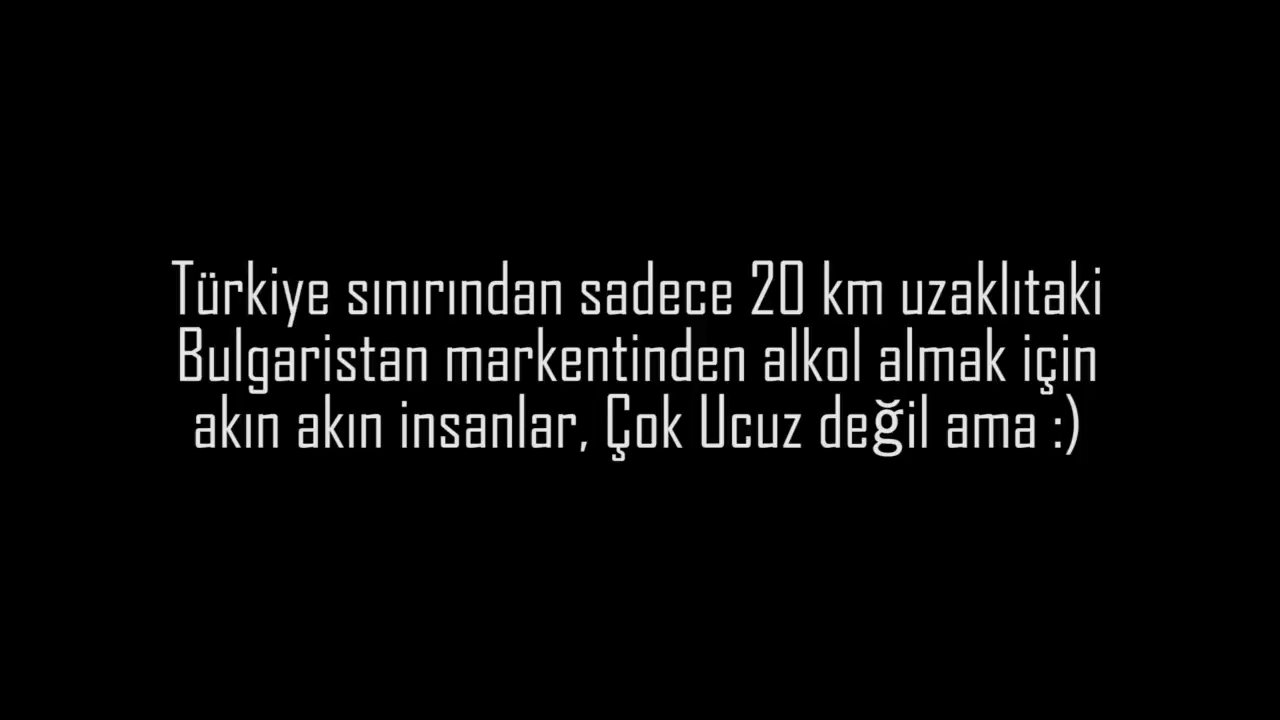 Türkiye sınırından sadece 20 km uzaklıtaki
Bulgaristan markentinden alkol almak için
akın akın insanlar, Çok Ucuz değil ama :)